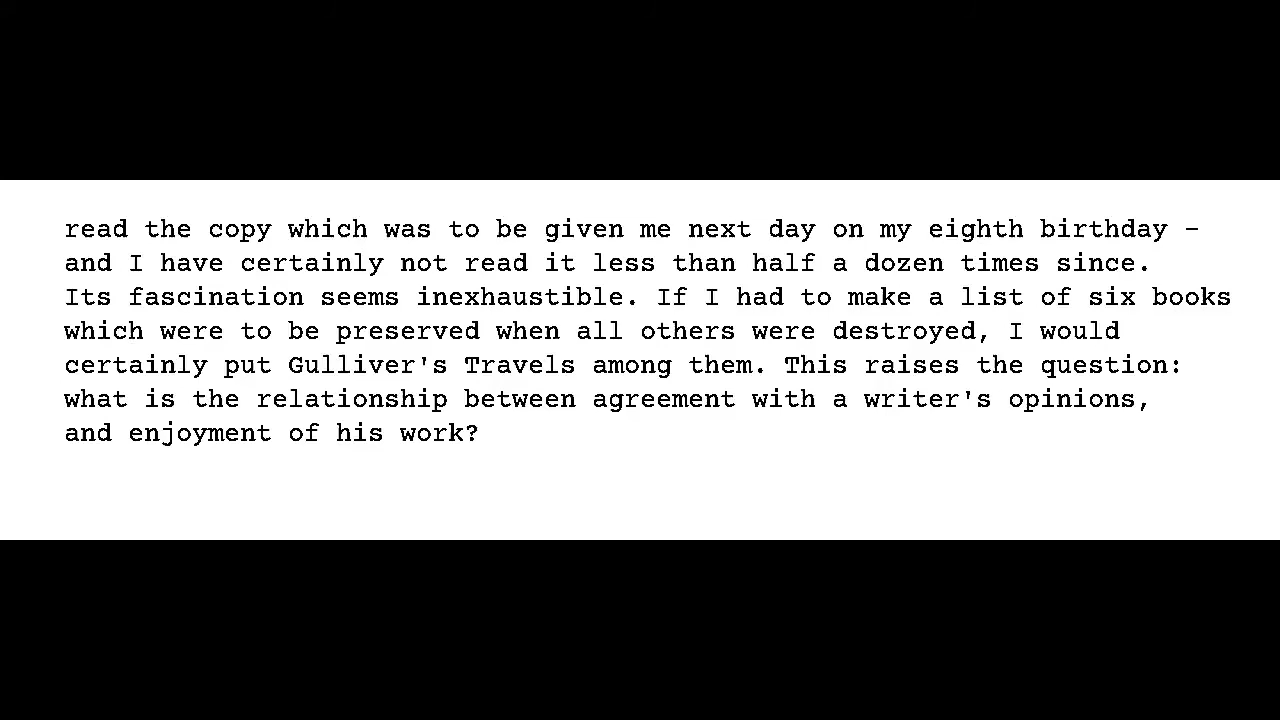 read the copy which was to be given me next day on my eighth birthday –
and I have certainly not read it less than half a dozen times since.
Its fascination seems inexhaustible. If I had to make a list of six books
which were to be preserved when all others were destroyed, I would
certainly put Gulliver's Travels among them. This raises the question:
what is the relationship between agreement with a writer's opinions,
and enjoyment of his work?